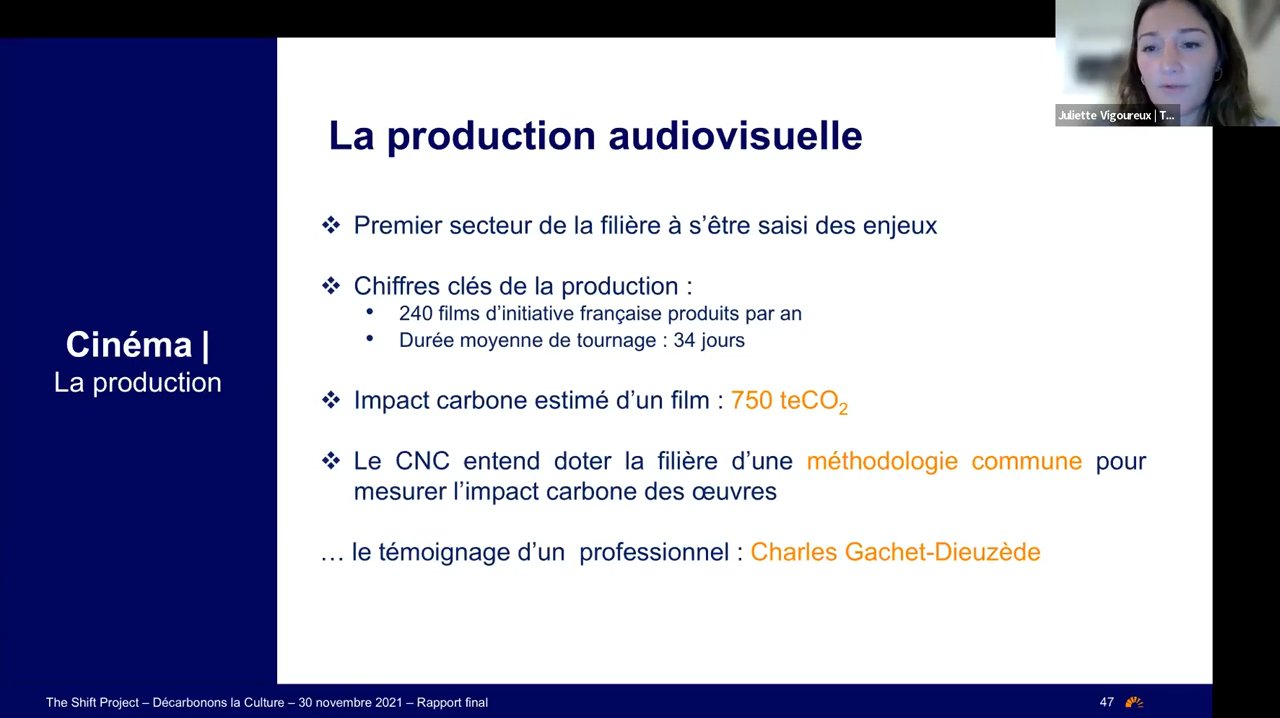 Juliette Vigoureux | T...
La production audiovisuelle
❖ Premier secteur de la filière à s’être saisi des enjeux
❖ Chiffres clés de la production :
• 240 films d’initiative française produits par an
• Durée moyenne de tournage : 34 jours
Cinéma |
La production
❖ Impact carbone estimé d’un film : 750 teCO₂
❖ Le CNC entend doter la filière d’une méthodologie commune pour
mesurer l’impact carbone des œuvres
… le témoignage d’un professionnel : Charles Gachet-Dieuzède
The Shift Project – Décarbonons la Culture – 30 novembre 2021 – Rapport final
47